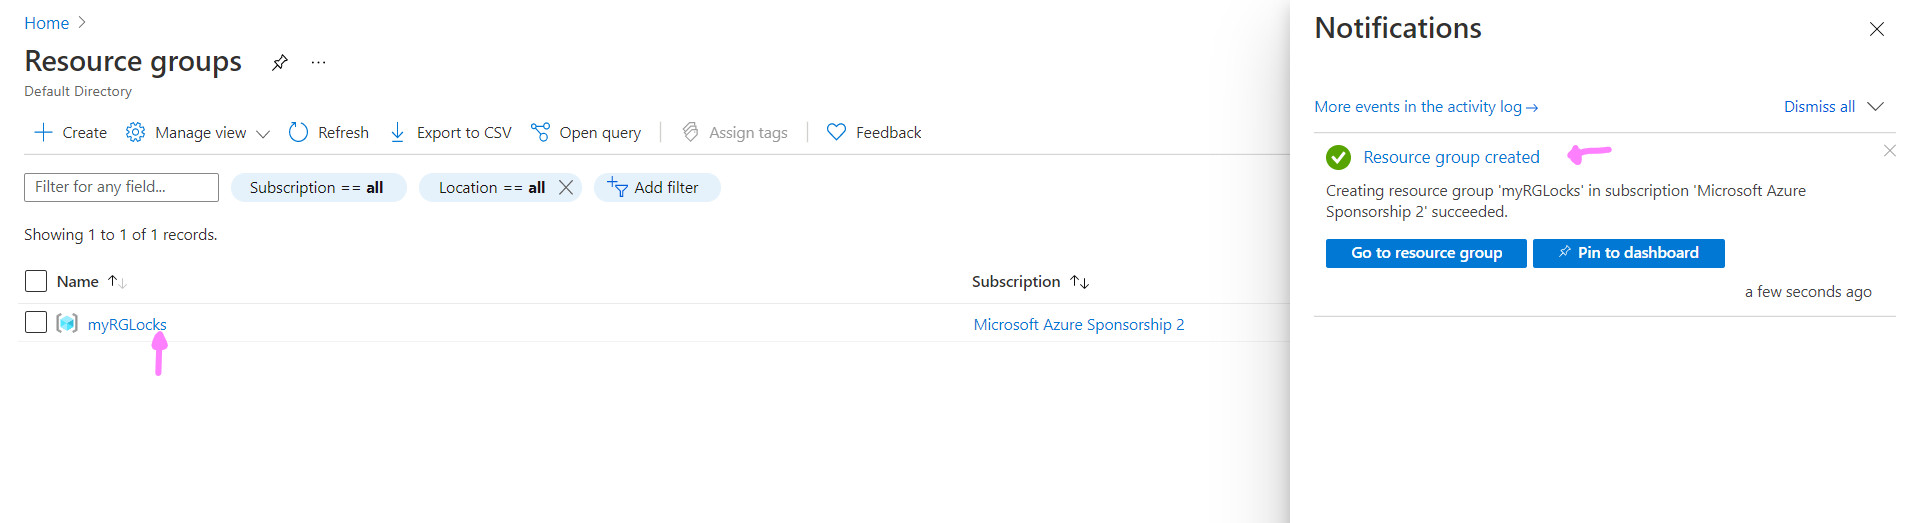 Home
Resource groups
Default Directory
Create Manage view Refresh Export to CSV Open query Assign tags Feedback
Filter for any field... Subscription == all Location == all Add filter
Showing 1 to 1 of 1 records.
Name Subscription
myRGLocks Microsoft Azure Sponsorship 2
Notifications
More events in the activity log → Dismiss all
Resource group created
Creating resource group 'myRGLocks' in subscription 'Microsoft Azure
Sponsorship 2' succeeded.
Go to resource group Pin to dashboard
a few seconds ago